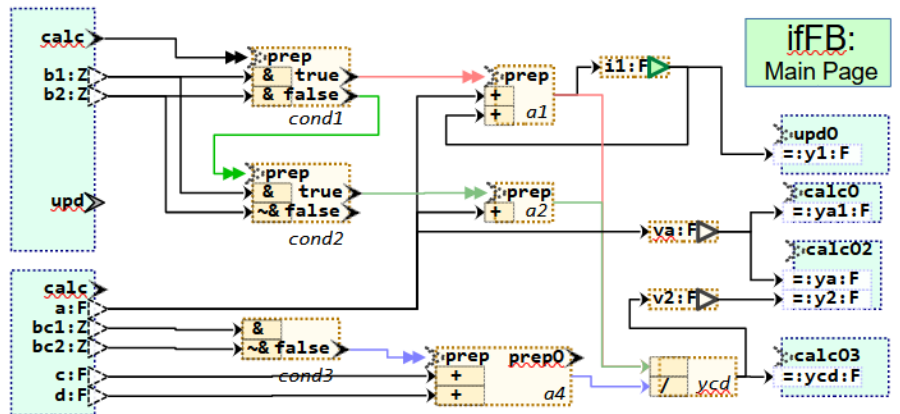 ifFB:
Main Page
calc
b1:Z
b2:Z
upd
prep
& true
& false
cond1
prep
& true
~& false
cond2
prep
+
+
a1
i1:F
prep
+
a2
va:F
v2:F
upd0
=:y1:F
calc0
=:ya1:F
calc02
=:ya:F
=:y2:F
calc03
=:ycd:F
calc
a:F
bc1:Z
bc2:Z
c:F
d:F
&
~& false
cond3
prep prep0
+
+
a4
/ ycd